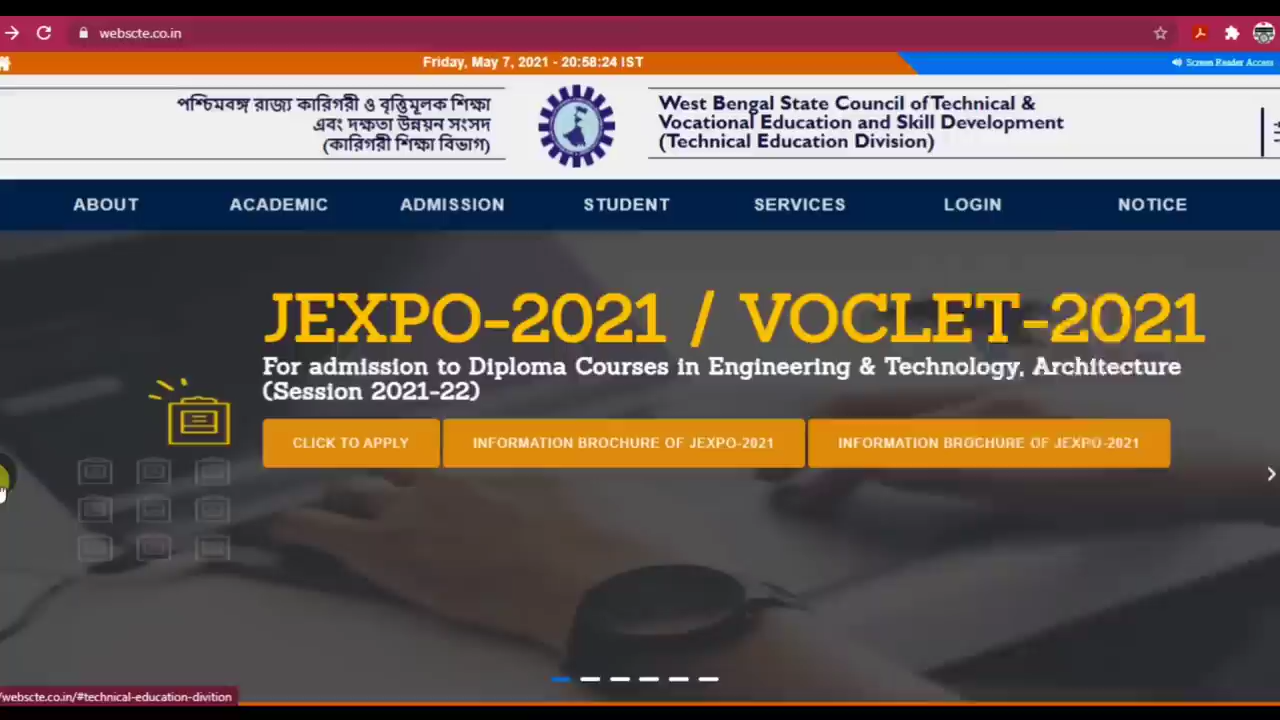 webscte.co.in
Friday, May 7, 2021 - 20:58:24 IST
Screen Reader Access
পশ্চিমবঙ্গ রাজ্য কারিগরী ও বৃত্তিমূলক শিক্ষা
এবং দক্ষতা উন্নয়ন সংসদ
(কারিগরী শিক্ষা বিভাগ)
West Bengal State Council of Technical &
Vocational Education and Skill Development
(Technical Education Division)
ABOUT
ACADEMIC
ADMISSION
STUDENT
SERVICES
LOGIN
NOTICE
JEXPO-2021 / VOCLET-2021
For admission to Diploma Courses in Engineering & Technology, Architecture
(Session 2021-22)
CLICK TO APPLY
INFORMATION BROCHURE OF JEXPO-2021
INFORMATION BROCHURE OF JEXPO-2021
/webscte.co.in/#technical-education-divition